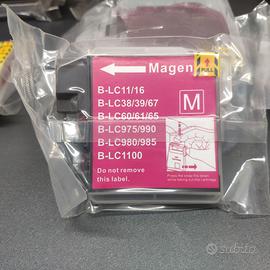 Magen
PULL
B-LC11/16
B-LC38/39/67
B-LC60/61/65
B-LC975/990
B-LC980/985
B-LC1100
M
Do not remove
this label.
subito